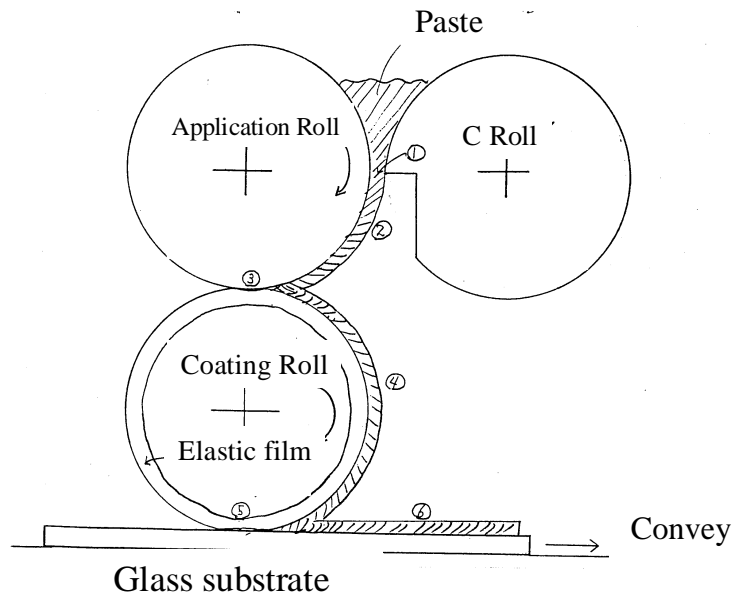 Paste
Application Roll
C Roll
①
②
③
Coating Roll
④
Elastic film
⑤
⑥
Convey
Glass substrate